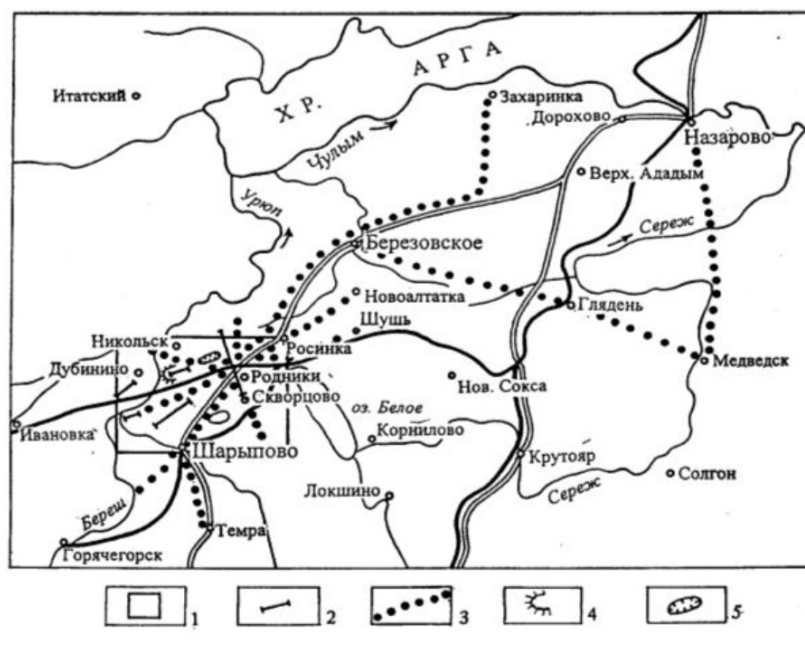 ХР. АРГА
Итатский
Захаринка
Дорохово
Назарово
Чулым
Верх. Ададым
Урюп
Сереж
Березовское
Новоалтатка
Глядень
Шушь
Никольск
Росинка
Медведск
Дубинино
Родники
Нов. Сокса
Скворцово
оз. Белое
Ивановка
Корнилово
Шарыпово
Крутояр
Солгон
Локшино
Сереж
Береш
Темра
Горячегорск
1
2
3
4
5